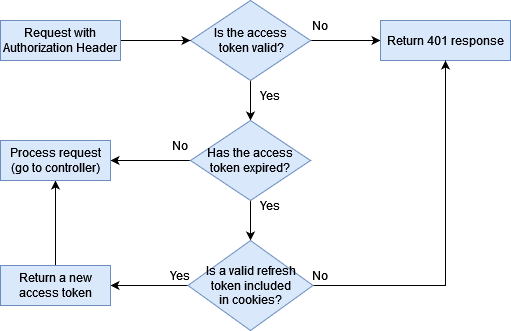 Request with
Authorization Header
Is the access
token valid?
No
Return 401 response
Yes
Process request
(go to controller)
No
Has the access
token expired?
Yes
Return a new
access token
Yes
Is a valid refresh
token included
in cookies?
No